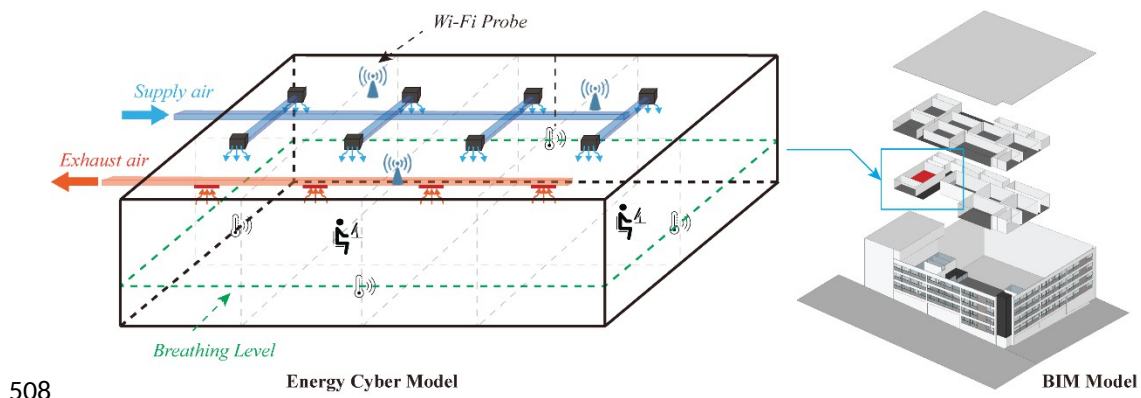 Wi-Fi Probe
Supply air
Exhaust air
Breathing Level
Energy Cyber Model
BIM Model
508